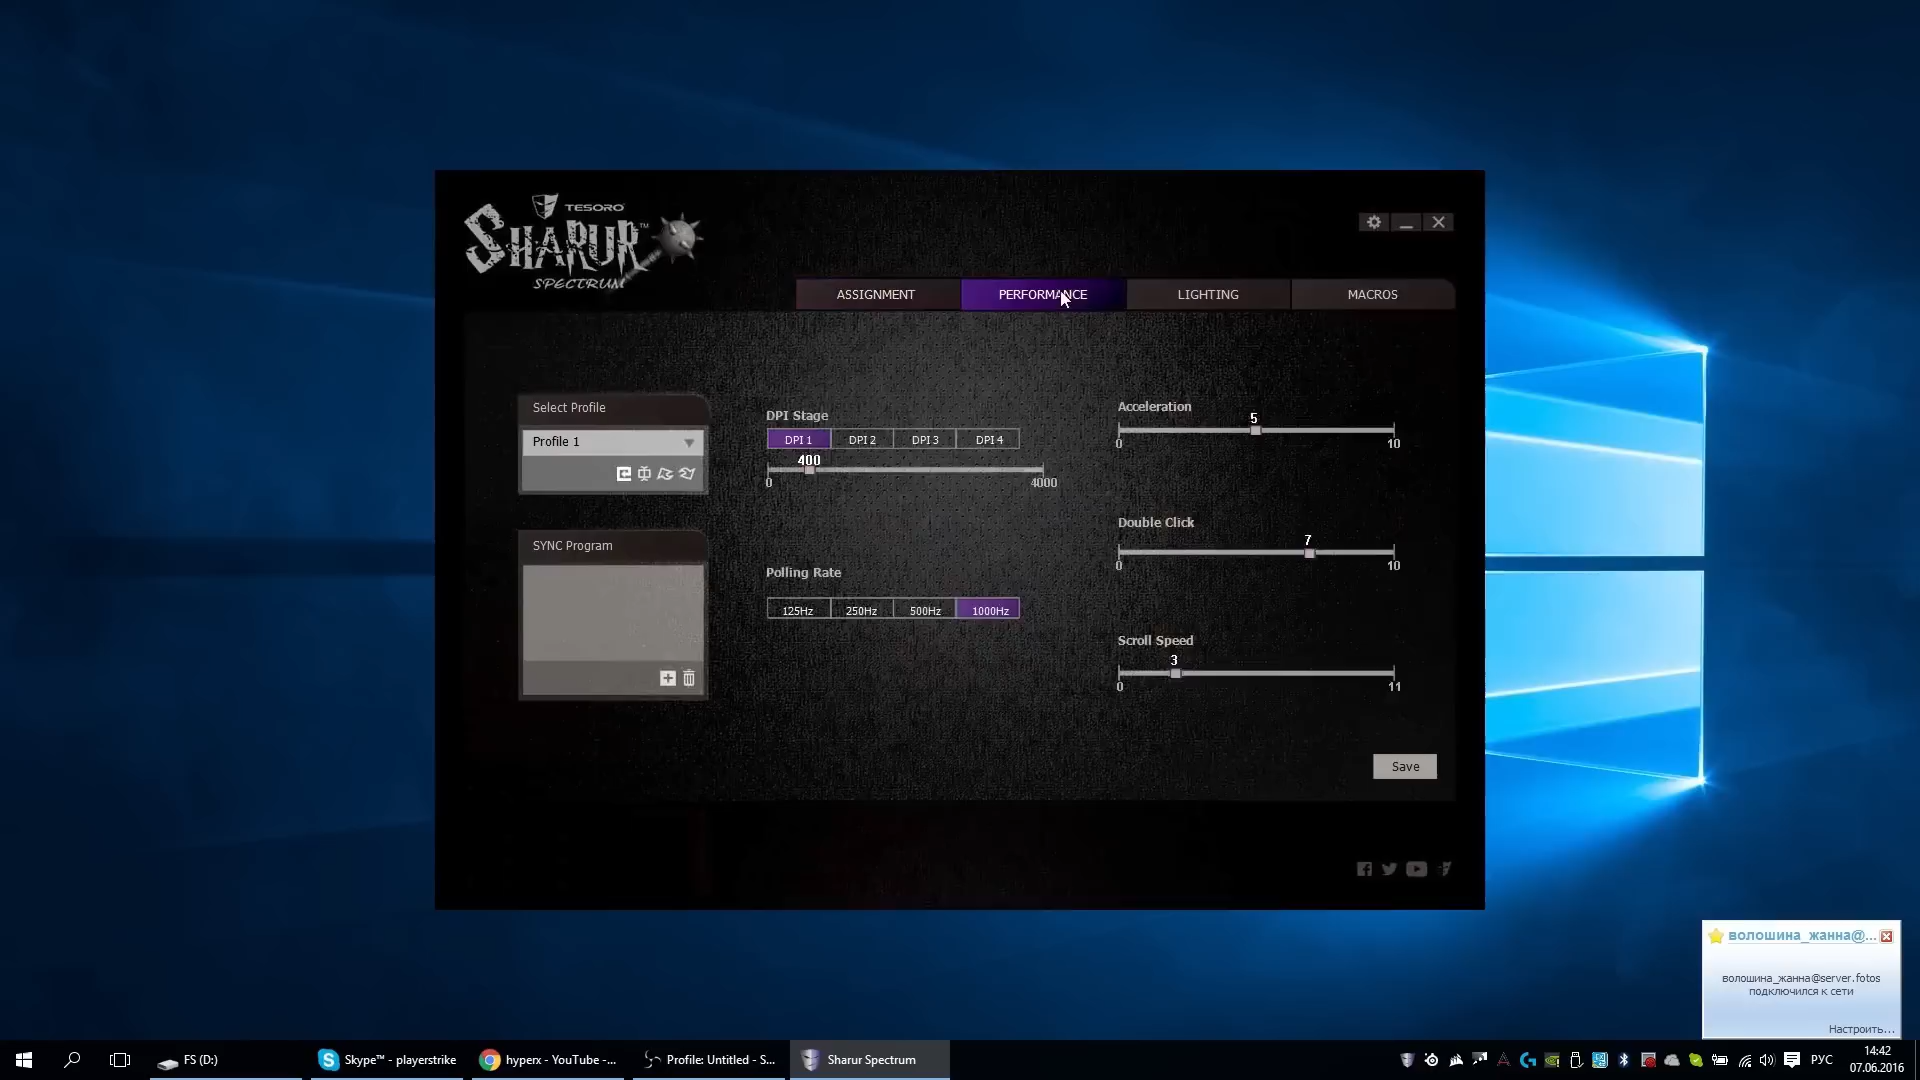 TESORO
SHARUR™
SPECTRUM
ASSIGNMENT
PERFORMANCE
LIGHTING
MACROS
Select Profile
Profile 1
SYNC Program
DPI Stage
DPI 1
DPI 2
DPI 3
DPI 4
400
0
4000
Polling Rate
125Hz
250Hz
500Hz
1000Hz
Acceleration
5
0
10
Double Click
7
0
10
Scroll Speed
3
0
11
Save
волошина_жанна@...
волошина_жанна@server.fotos
подключился к сети
Настроить...
FS (D:)
Skype™ - playerstrike
hyperx - YouTube -...
Profile: Untitled - S...
Sharur Spectrum
РУС
14:42
07.06.2016